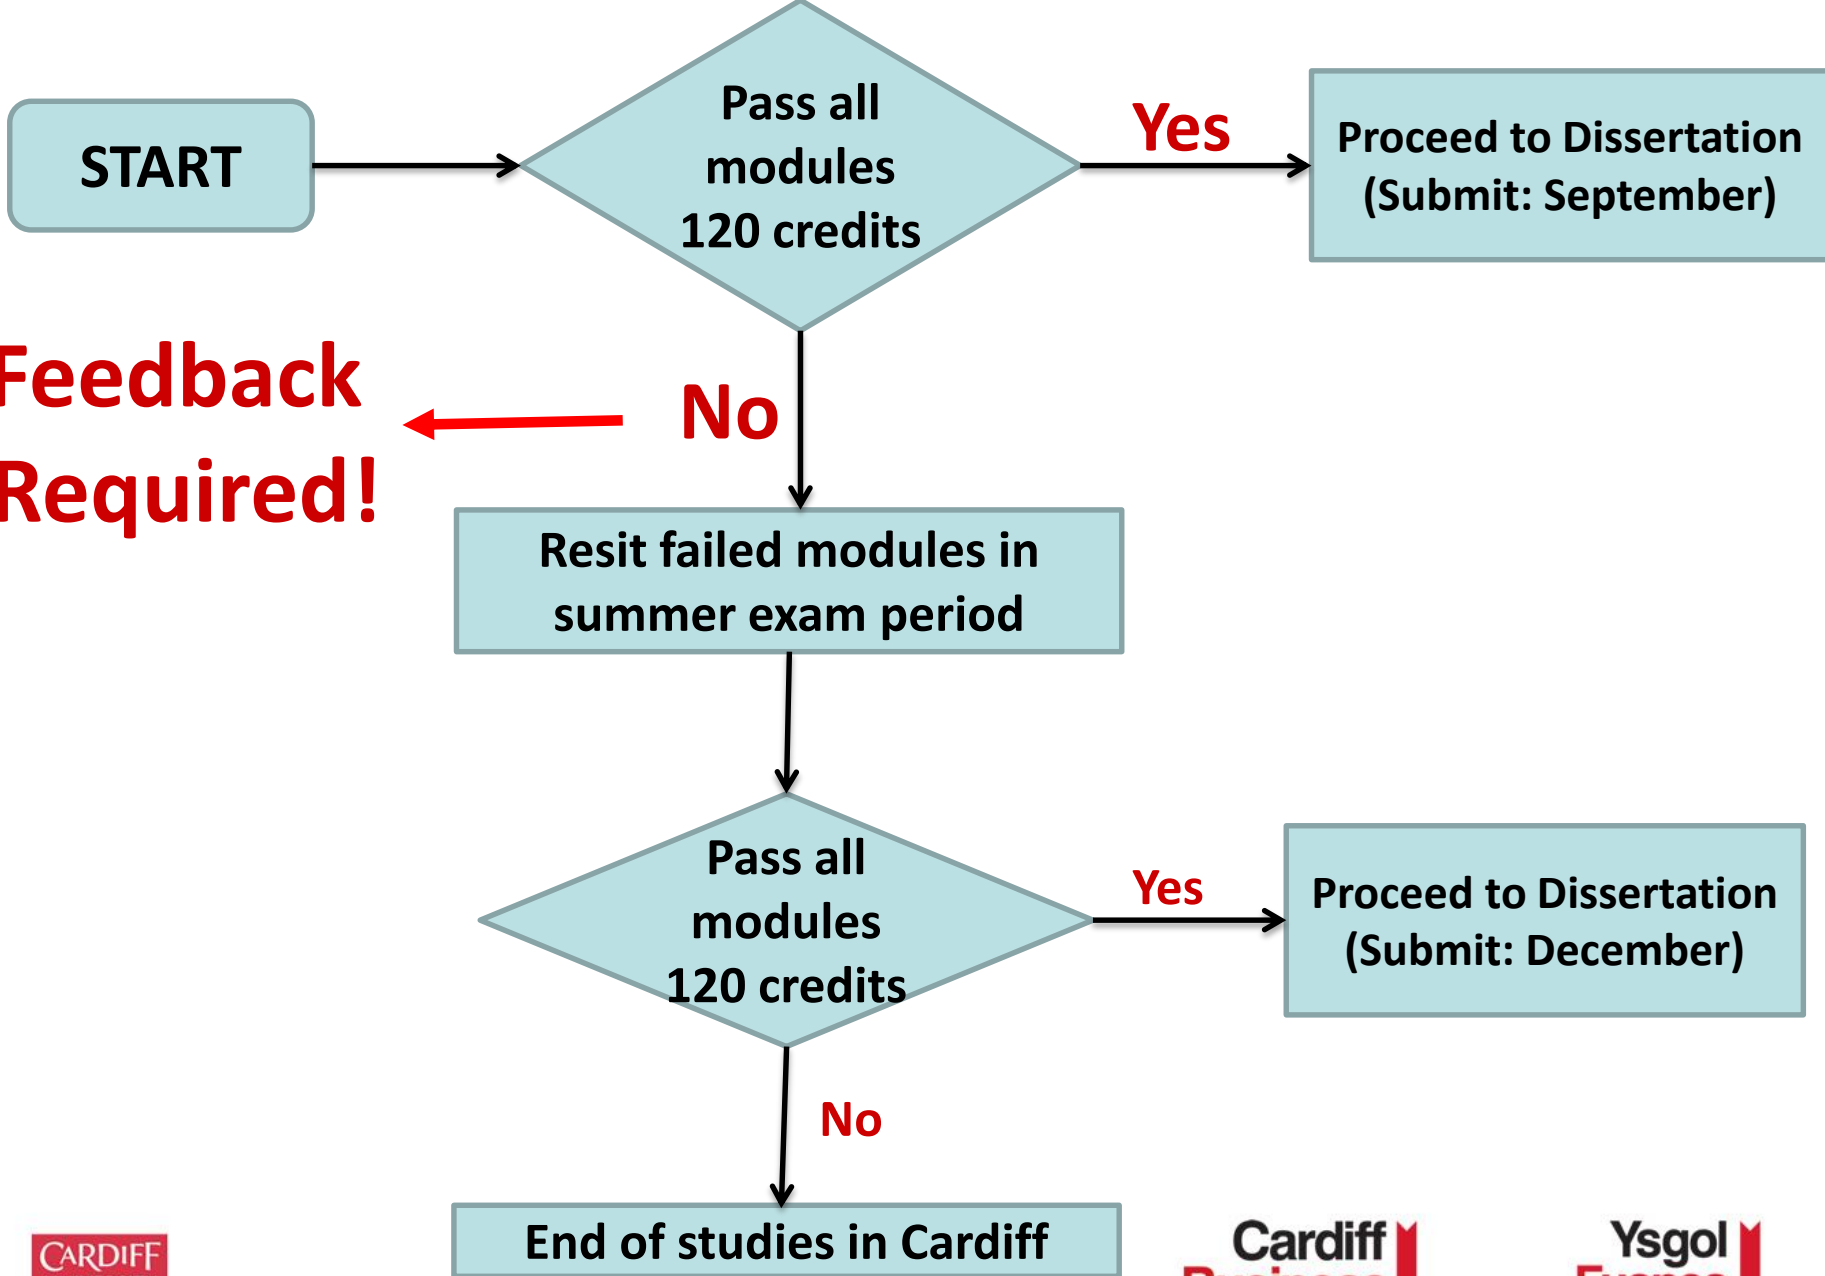 START
Pass all
modules
120 credits
Yes
Proceed to Dissertation
(Submit: September)
Feedback
Required!
No
Resit failed modules in
summer exam period
Pass all
modules
120 credits
Yes
Proceed to Dissertation
(Submit: December)
No
End of studies in Cardiff
CARDIFF
Cardiff
Business
Ysgol